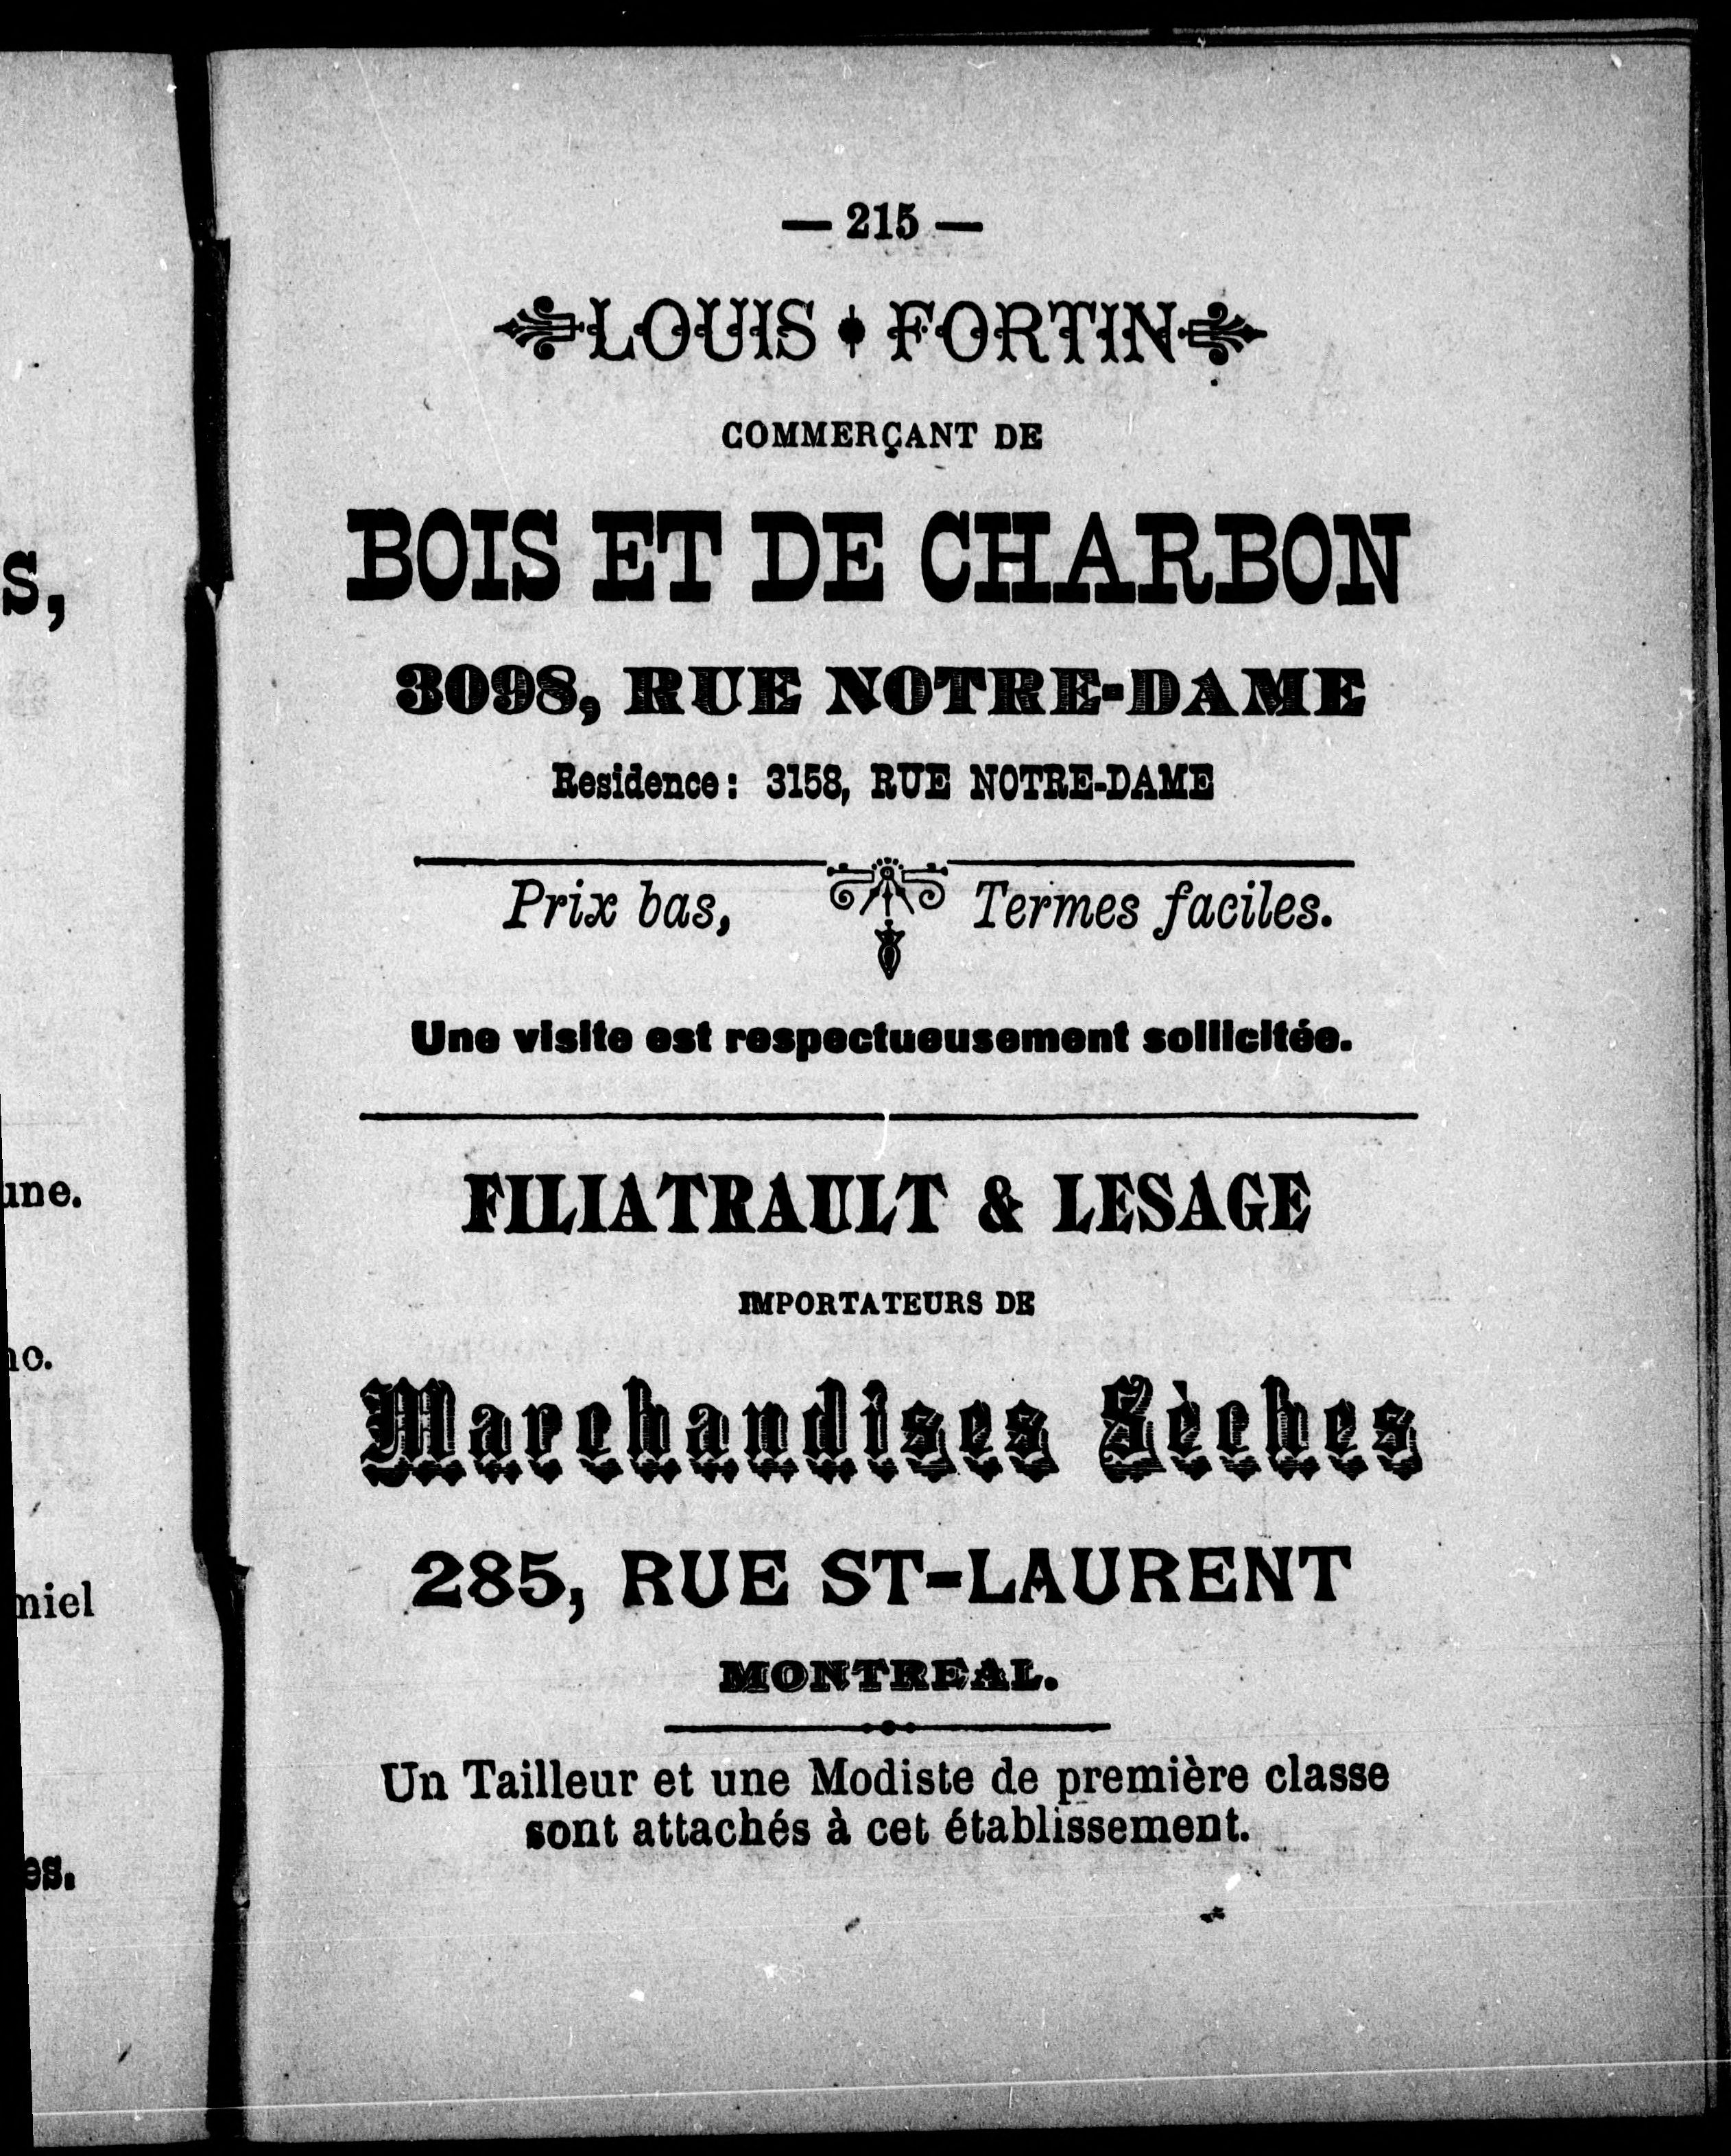 — 215 —
LOUIS FORTIN
COMMERÇANT DE
BOIS ET DE CHARBON
3098, RUE NOTRE-DAME
Residence: 3158, RUE NOTRE-DAME
Prix bas, Termes faciles.
Une visite est respectueusement sollicitée.
FILIATRAULT & LESAGE
IMPORTATEURS DE
Marchandises Sèches
285, RUE ST-LAURENT
MONTREAL.
Un Tailleur et une Modiste de première classe
sont attachés à cet établissement.